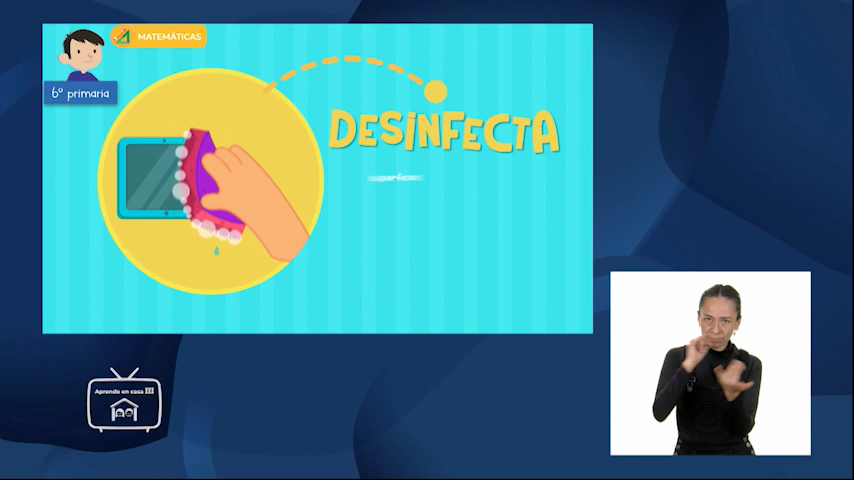 MATEMÁTICAS
6º primaria
DESINFECTA
Aprende en casa III